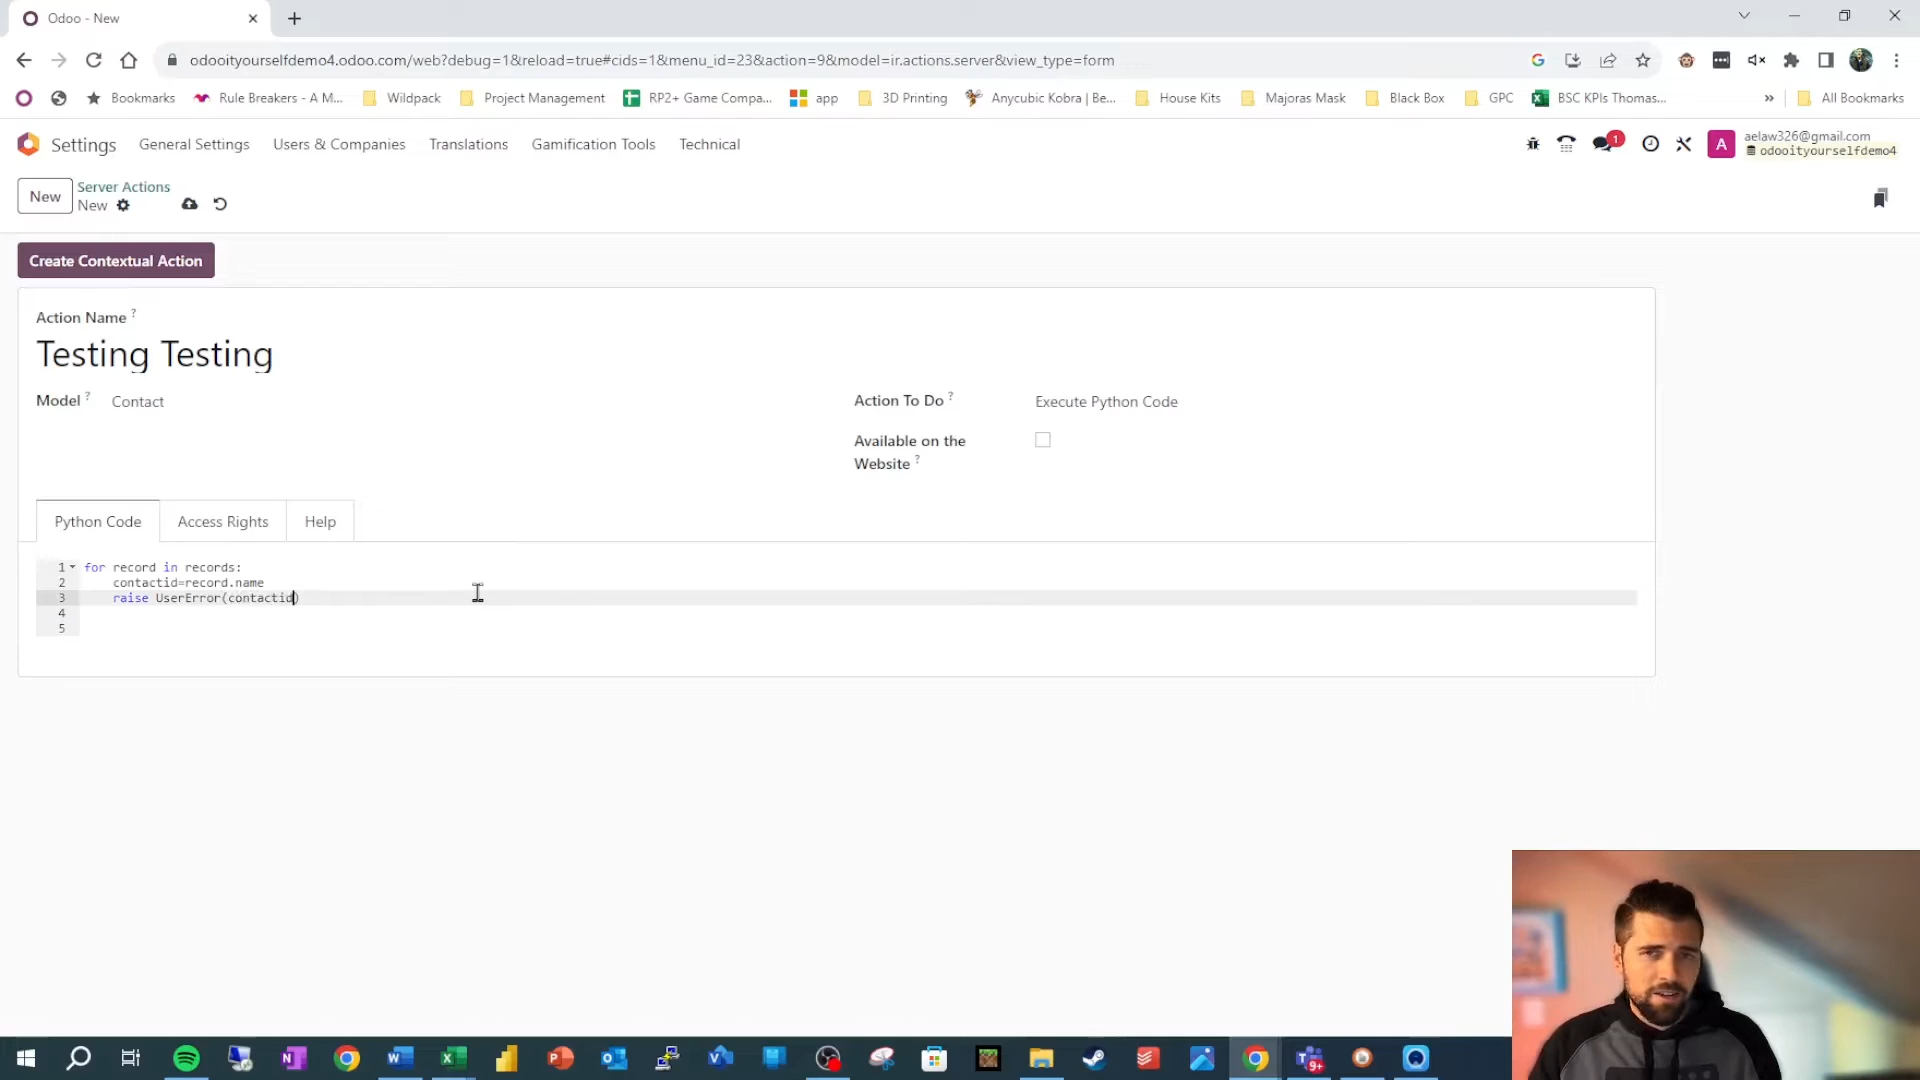 Odoo - New
odooityourselfdemo4.odoo.com/web?debug=1&reload=true#cids=1&menu_id=23&action=9&model=ir.actions.server&view_type=form
Bookmarks Rule Breakers - A M... Wildpack Project Management RP2+ Game Compa... app 3D Printing Anycubic Kobra | Be... House Kits Majoras Mask Black Box GPC BSC KPIs Thomas... » All Bookmarks
Settings General Settings Users & Companies Translations Gamification Tools Technical 1 A aelaw326@gmail.com
odooityourselfdemo4
New Server Actions
New
Create Contextual Action
Action Name ?
Testing Testing
Model ? Contact Action To Do ? Execute Python Code
Available on the
Website ?
Python Code Access Rights Help
1 for record in records:
2 contactid=record.name
3 raise UserError(contactid)
4
5
9+